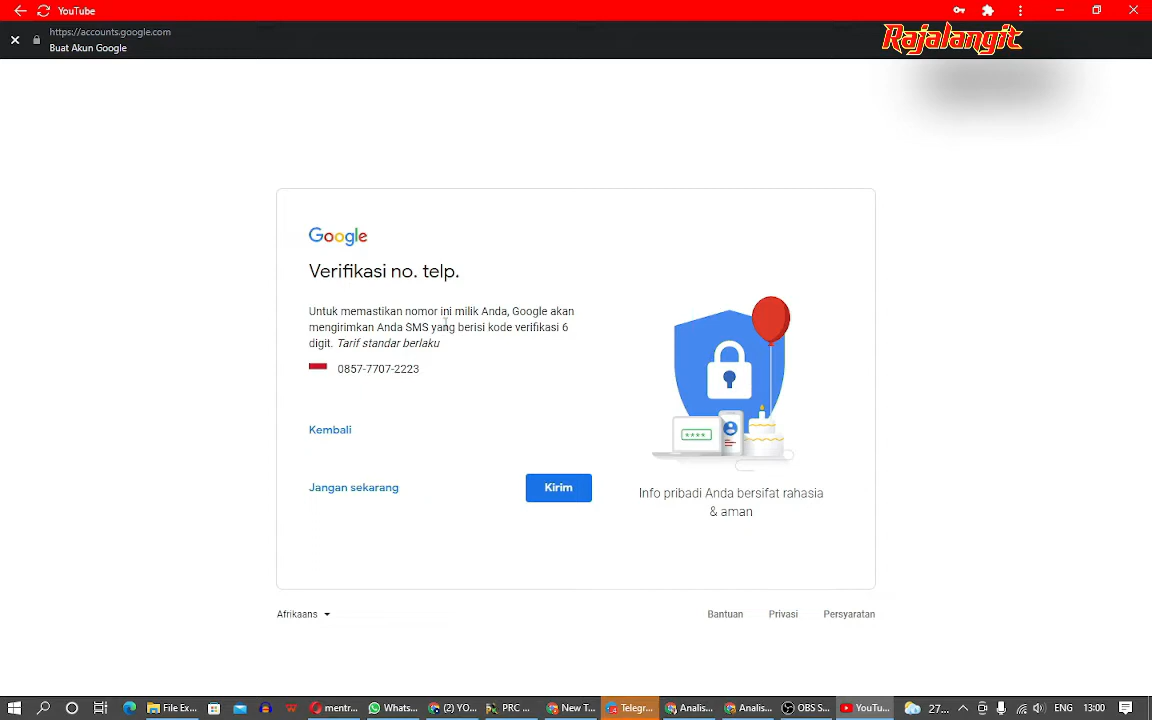 YouTube
https://accounts.google.com
Buat Akun Google
Rajalangit
Google
Verifikasi no. telp.
Untuk memastikan nomor ini milik Anda, Google akan
mengirimkan Anda SMS yang berisi kode verifikasi 6
digit. Tarif standar berlaku
0857-7707-2223
Kembali
Jangan sekarang
Kirim
****
Info pribadi Anda bersifat rahasia
& aman
Afrikaans
Bantuan
Privasi
Persyaratan
File Ex...
mentr...
Whats...
(2) YO...
PRC ...
New T...
Telegr...
Analis...
Analis...
OBS S...
YouTu...
27...
ENG
13:00